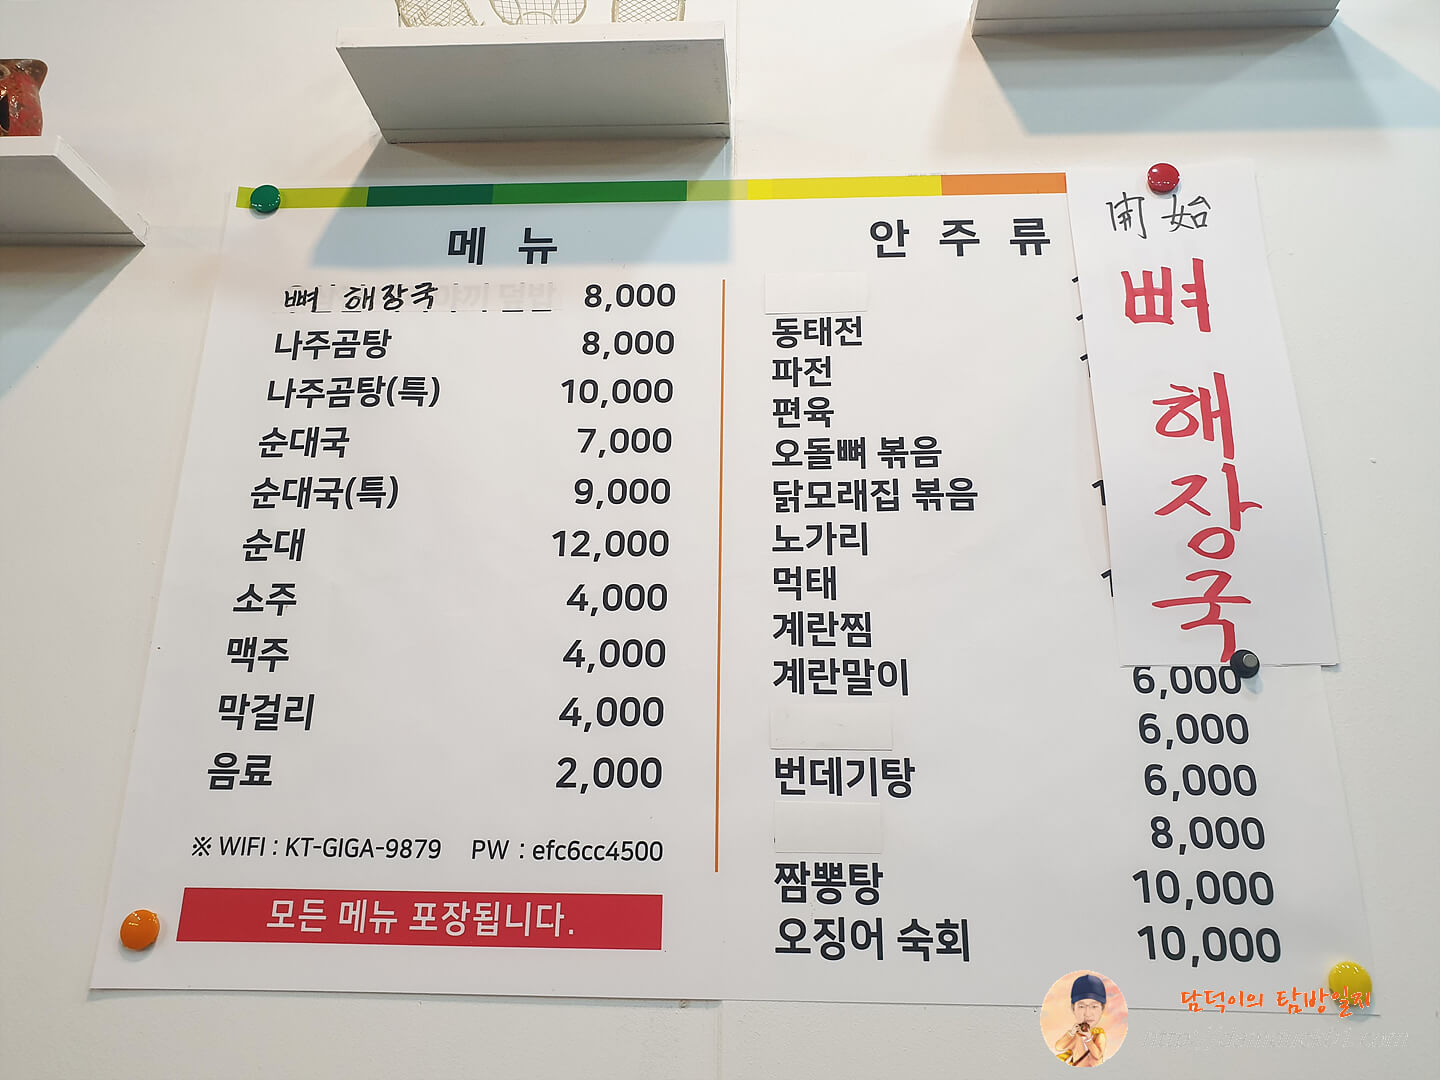 메 뉴
뼈 해장국 8,000
나주곰탕 8,000
나주곰탕(특) 10,000
순대국 7,000
순대국(특) 9,000
순대 12,000
소주 4,000
맥주 4,000
막걸리 4,000
음료 2,000
※ WIFI : KT-GIGA-9879 PW : efc6cc4500
모든 메뉴 포장됩니다.
안 주 류
동태전
파전
편육
오돌뼈 볶음
닭모래집 볶음
노가리
먹태
계란찜
계란말이 6,000
6,000
번데기탕 6,000
8,000
짬뽕탕 10,000
오징어 숙회 10,000
開始
뼈
해
장
국
담덕이의 탐방일지